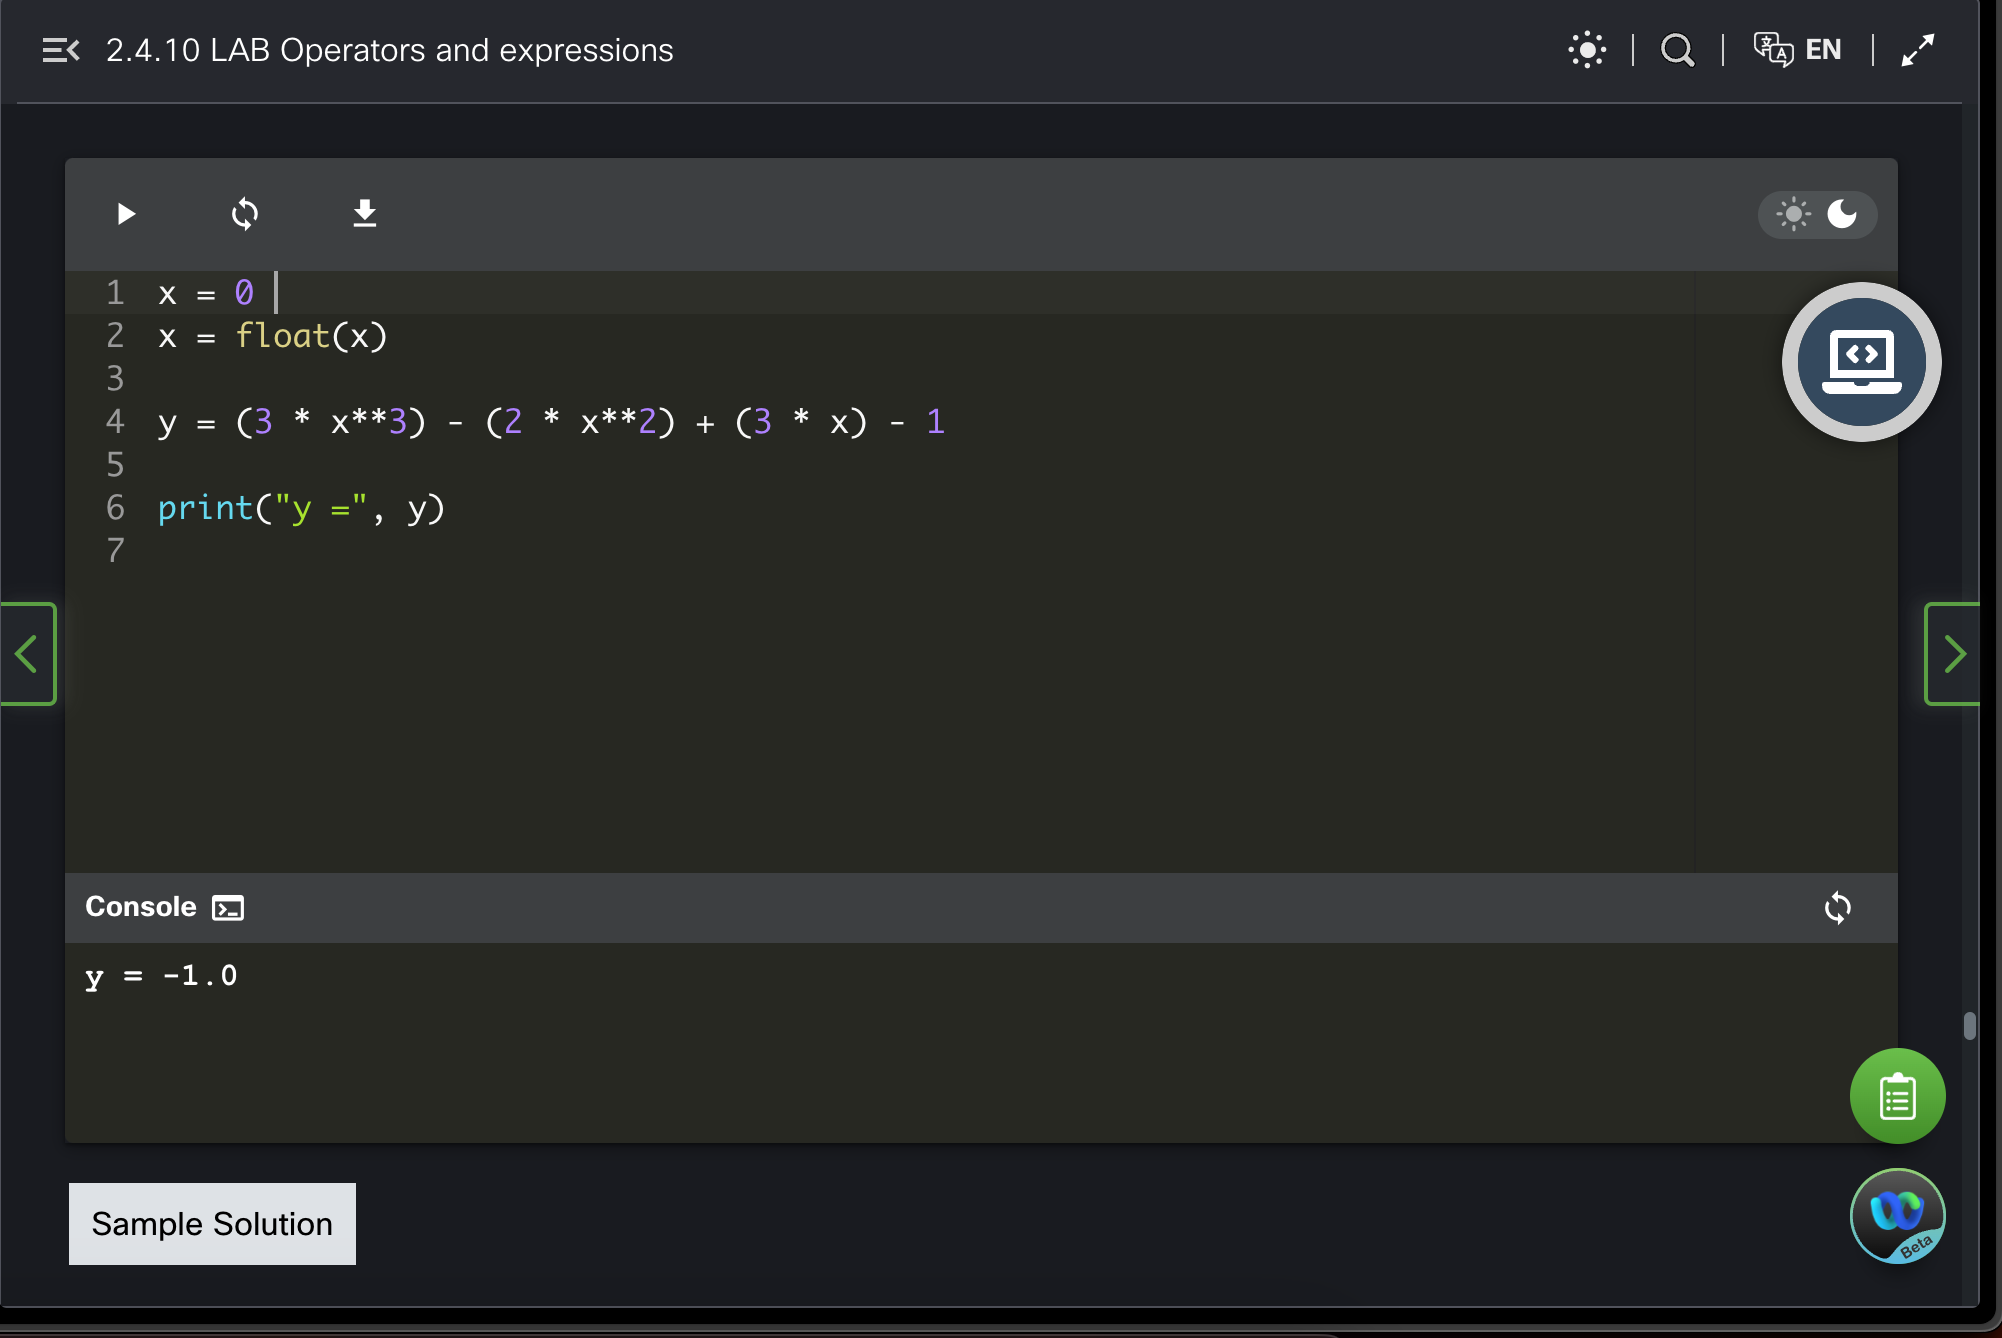 2.4.10 LAB Operators and expressions
EN
1 x = 0
2 x = float(x)
3
4 y = (3 * x**3) - (2 * x**2) + (3 * x) - 1
5
6 print("y =", y)
7
Console
y = -1.0
Sample Solution
Beta